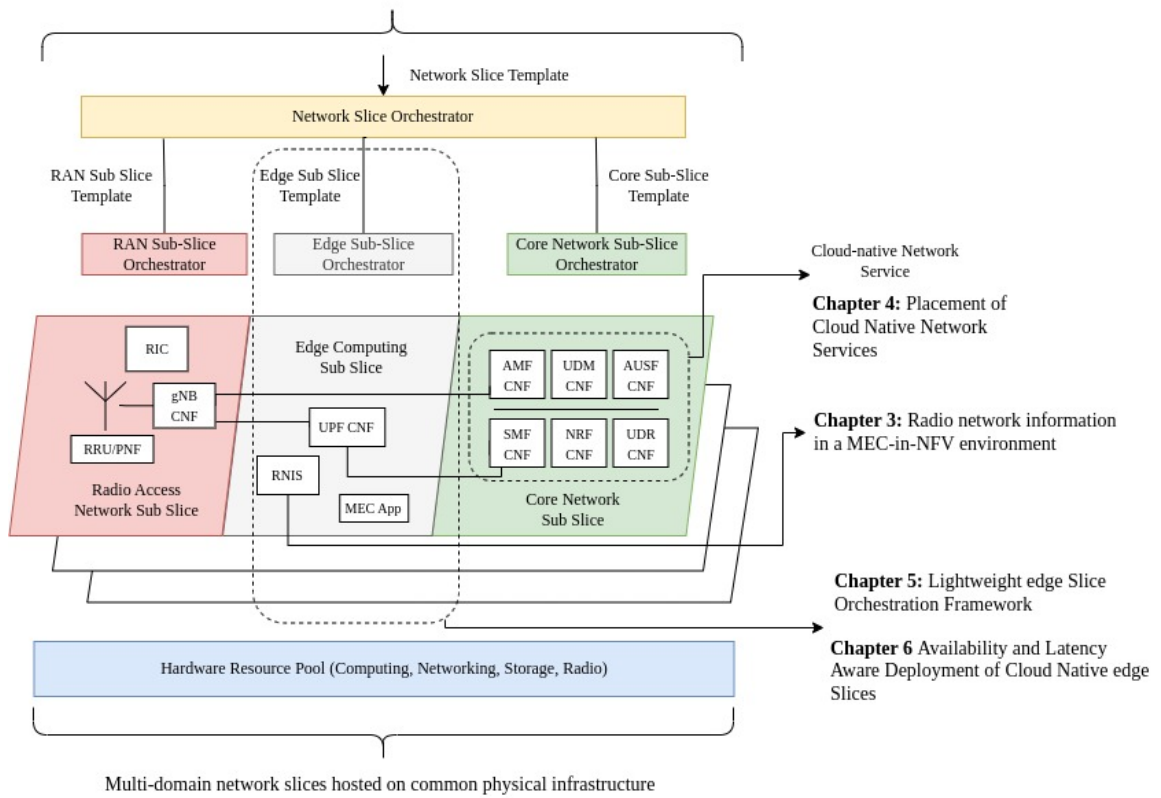 Network Slice Template
Network Slice Orchestrator
RAN Sub Slice
Template
Edge Sub Slice
Template
Core Sub-Slice
Template
RAN Sub-Slice
Orchestrator
Edge Sub-Slice
Orchestrator
Core Network Sub-Slice
Orchestrator
Cloud-native Network
Service
Chapter 4: Placement of
Cloud Native Network
Services
RIC
gNB
CNF
RRU/PNF
Radio Access
Network Sub Slice
Edge Computing
Sub Slice
UPF CNF
RNIS
MEC App
AMF
CNF
UDM
CNF
AUSF
CNF
SMF
CNF
NRF
CNF
UDR
CNF
Core Network
Sub Slice
Chapter 3: Radio network information
in a MEC-in-NFV environment
Chapter 5: Lightweight edge Slice
Orchestration Framework
Chapter 6 Availability and Latency
Aware Deployment of Cloud Native edge
Slices
Hardware Resource Pool (Computing, Networking, Storage, Radio)
Multi-domain network slices hosted on common physical infrastructure